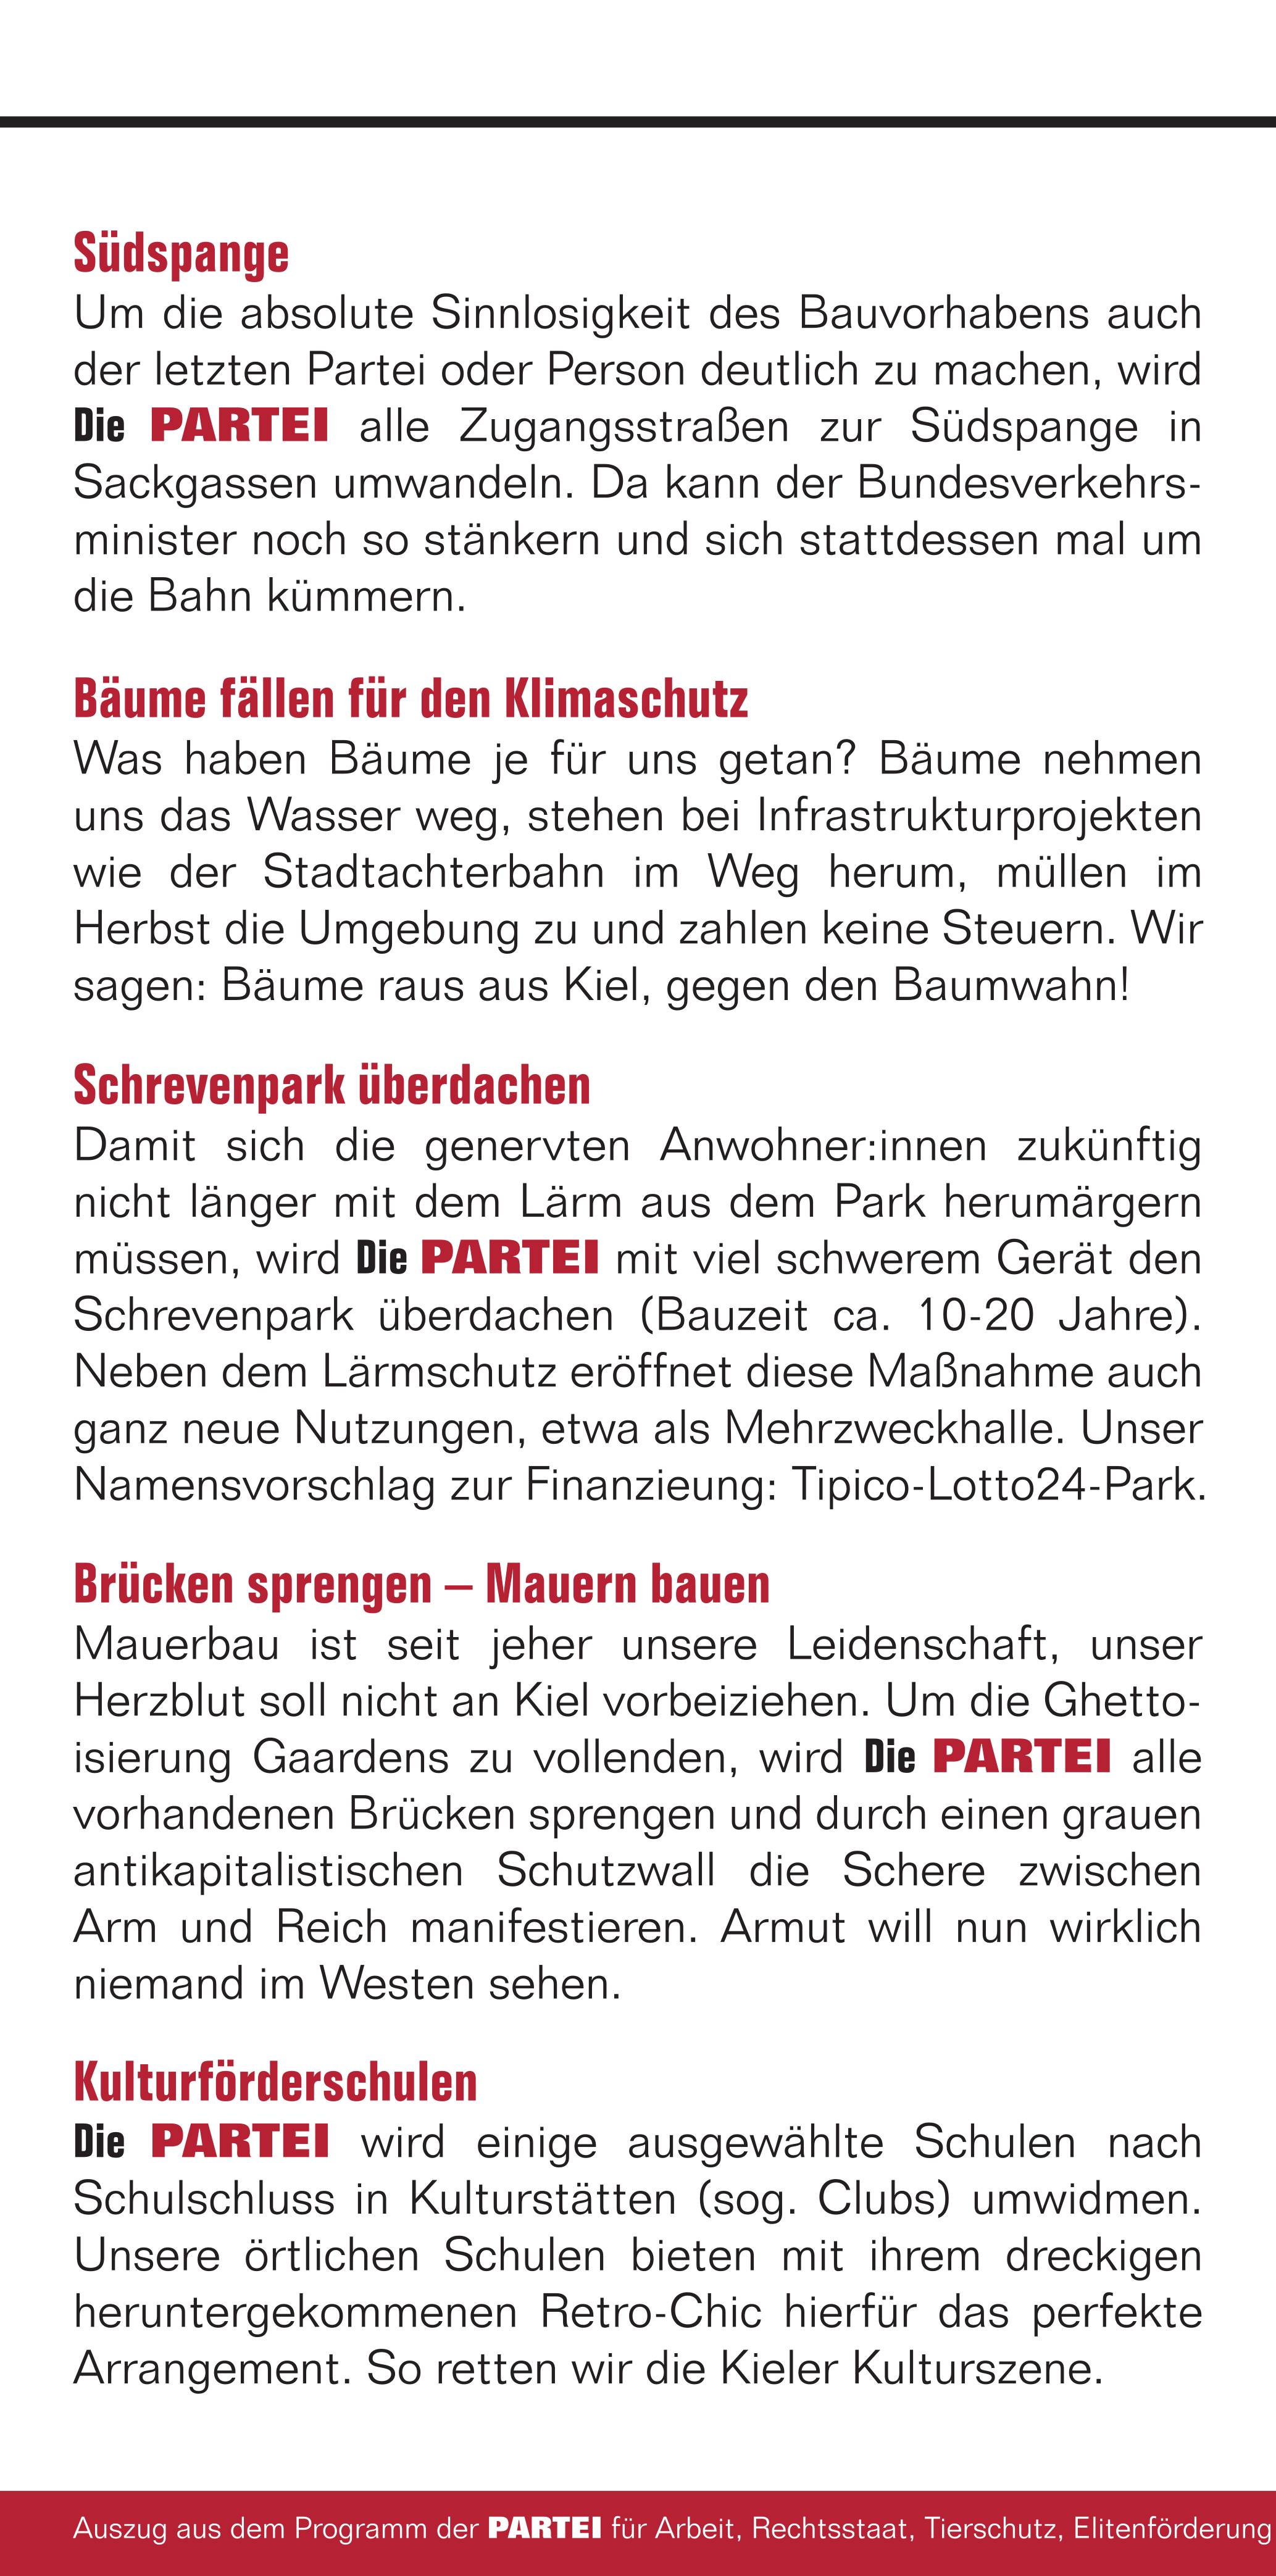 Südspange
Um die absolute Sinnlosigkeit des Bauvorhabens auch
der letzten Partei oder Person deutlich zu machen, wird
Die PARTEI alle Zugangsstraßen zur Südspange in
Sackgassen umwandeln. Da kann der Bundesverkehrs-
minister noch so stänkern und sich stattdessen mal um
die Bahn kümmern.
Bäume fällen für den Klimaschutz
Was haben Bäume je für uns getan? Bäume nehmen
uns das Wasser weg, stehen bei Infrastrukturprojekten
wie der Stadtachterbahn im Weg herum, müllen im
Herbst die Umgebung zu und zahlen keine Steuern. Wir
sagen: Bäume raus aus Kiel, gegen den Baumwahn!
Schrevenpark überdachen
Damit sich die genervten Anwohner:innen zukünftig
nicht länger mit dem Lärm aus dem Park herumärgern
müssen, wird Die PARTEI mit viel schwerem Gerät den
Schrevenpark überdachen (Bauzeit ca. 10-20 Jahre).
Neben dem Lärmschutz eröffnet diese Maßnahme auch
ganz neue Nutzungen, etwa als Mehrzweckhalle. Unser
Namensvorschlag zur Finanzieung: Tipico-Lotto24-Park.
Brücken sprengen – Mauern bauen
Mauerbau ist seit jeher unsere Leidenschaft, unser
Herzblut soll nicht an Kiel vorbeiziehen. Um die Ghetto-
isierung Gaardens zu vollenden, wird Die PARTEI alle
vorhandenen Brücken sprengen und durch einen grauen
antikapitalistischen Schutzwall die Schere zwischen
Arm und Reich manifestieren. Armut will nun wirklich
niemand im Westen sehen.
Kulturförderschulen
Die PARTEI wird einige ausgewählte Schulen nach
Schulschluss in Kulturstätten (sog. Clubs) umwidmen.
Unsere örtlichen Schulen bieten mit ihrem dreckigen
heruntergekommenen Retro-Chic hierfür das perfekte
Arrangement. So retten wir die Kieler Kulturszene.
Auszug aus dem Programm der PARTEI für Arbeit, Rechtsstaat, Tierschutz, Elitenförderung